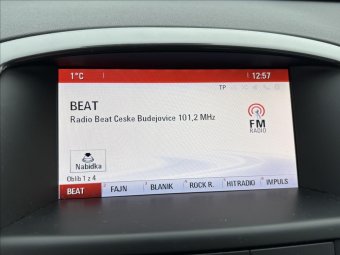 1°C 12:57
TP
BEAT
Radio Beat Ceske Budejovice 101,2 MHz
FM
RADIO
Nabídka
Oblíb 1 z 4
BEAT FAJN BLANIK ROCK R. HITRADIO IMPULS